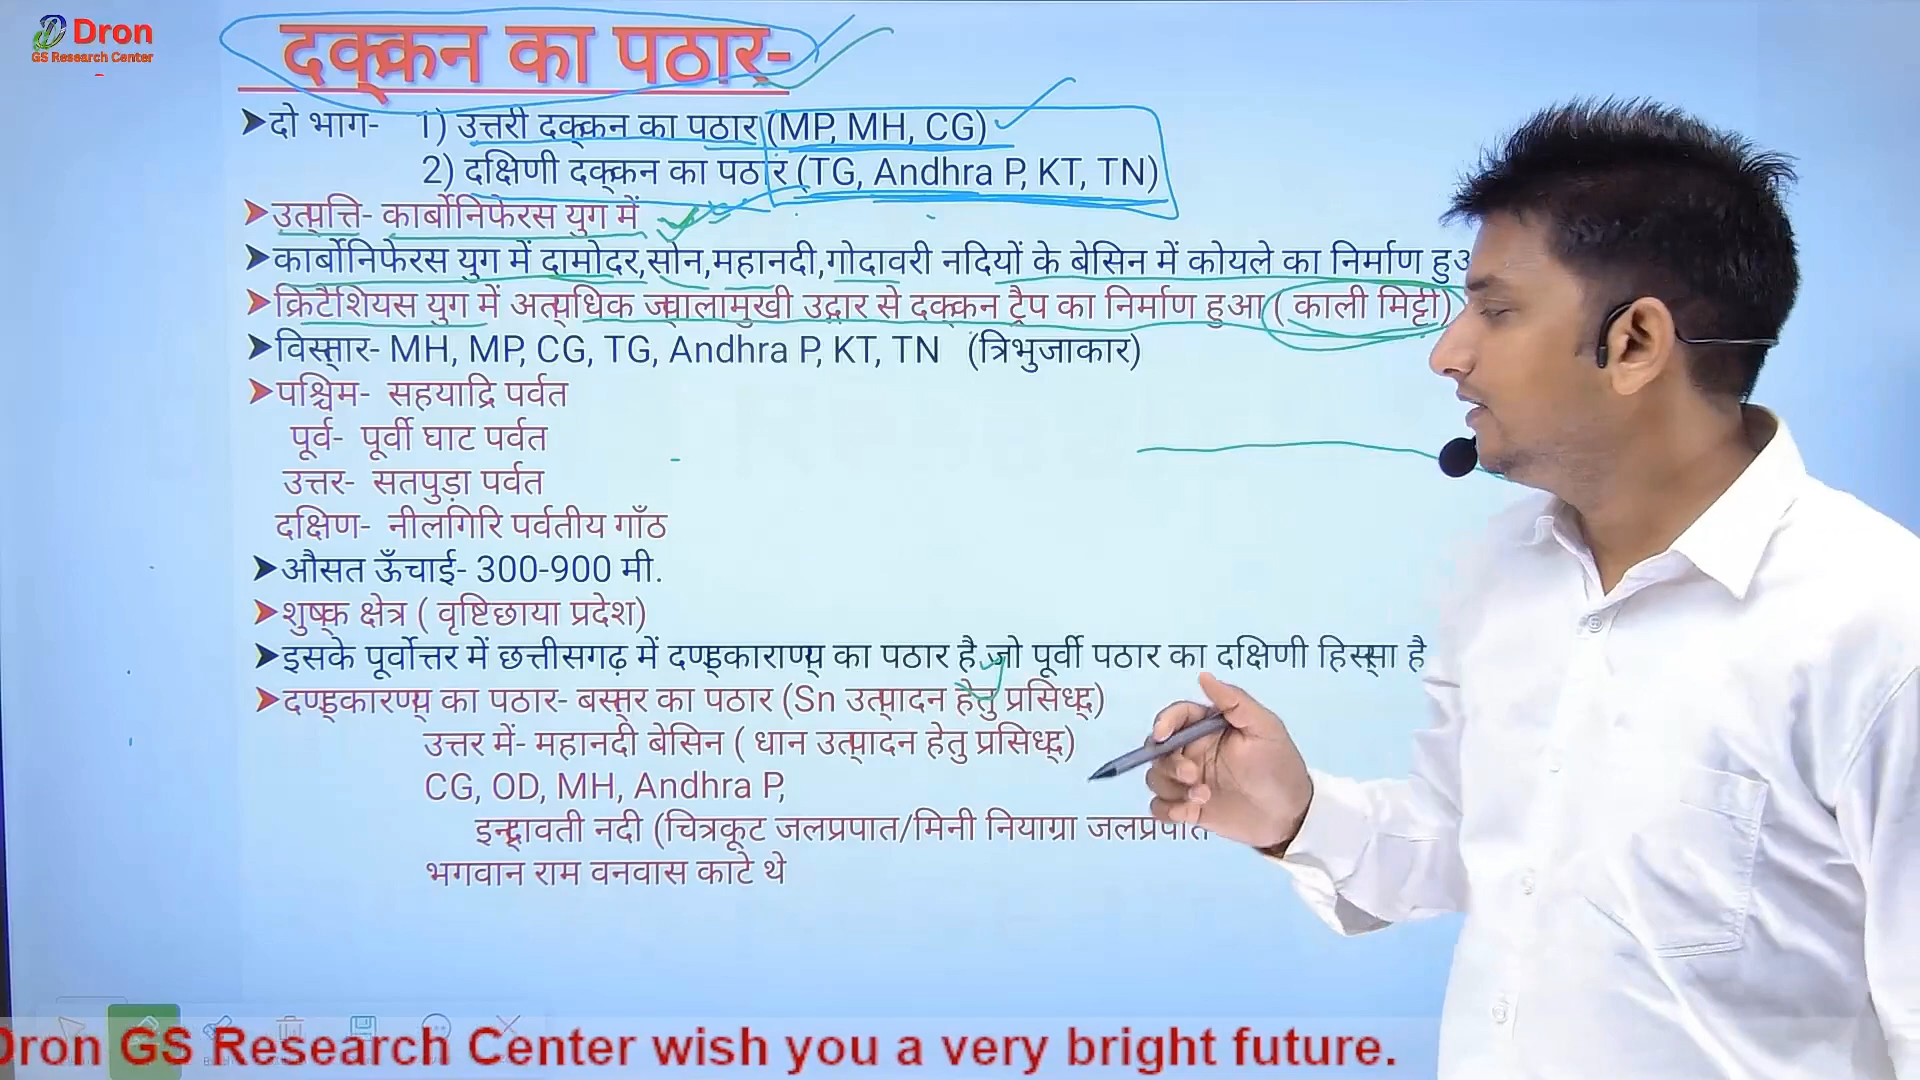 Dron
GS Research Center
दक्कन का पठार-
➤दो भाग- 1) उत्तरी दक्कन का पठार (MP, MH, CG)
2) दक्षिणी दक्कन का पठार (TG, Andhra P, KT, TN)
➤उत्पत्ति- कार्बोनिफेरस युग में
➤कार्बोनिफेरस युग में दामोदर,सोन,महानदी,गोदावरी नदियों के बेसिन में कोयले का निर्माण
➤क्रिटैशियस युग में अत्यधिक ज्वालामुखी उद्गार से दक्कन ट्रैप का निर्माण हुआ ( काली मिट्टी)
➤विस्तार- MH, MP, CG, TG, Andhra P, KT, TN (त्रिभुजाकार)
➤पश्चिम- सहयाद्रि पर्वत
पूर्व- पूर्वी घाट पर्वत
उत्तर- सतपुड़ा पर्वत
दक्षिण- नीलगिरि पर्वतीय गाँठ
➤औसत ऊँचाई- 300-900 मी.
➤शुष्क क्षेत्र ( वृष्टिछाया प्रदेश)
➤इसके पूर्वोत्तर में छत्तीसगढ़ में दण्डकाराण्य का पठार है जो पूर्वी पठार का दक्षिणी हिस्सा है
➤दण्डकारण्य का पठार- बस्तर का पठार (Sn उत्पादन हेतु प्रसिध्द)
उत्तर में- महानदी बेसिन ( धान उत्पादन हेतु प्रसिध्द)
CG, OD, MH, Andhra P,
इन्द्रावती नदी (चित्रकूट जलप्रपात/मिनी नियाग्रा जलप्रपात
भगवान राम वनवास काटे थे
Dron GS Research Center wish you a very bright future.